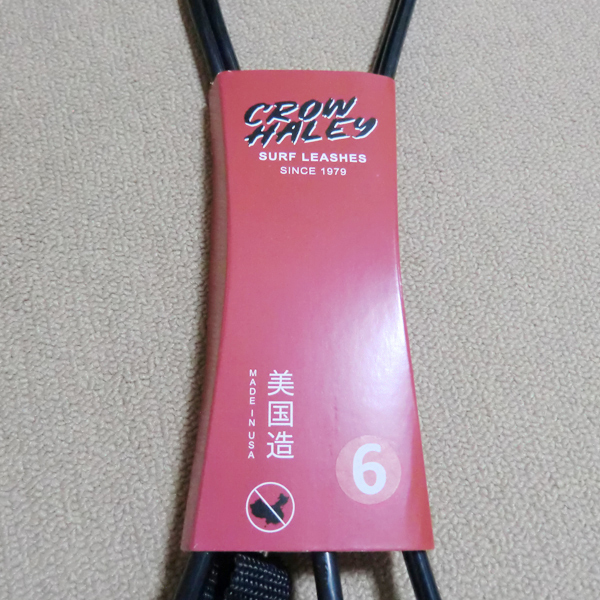 CROW
HALEY
SURF LEASHES
SINCE 1979
美国造
MADE IN USA
6